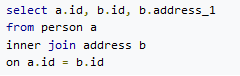 select a.id, b.id, b.address_1
from person a
inner join address b
on a.id = b.id